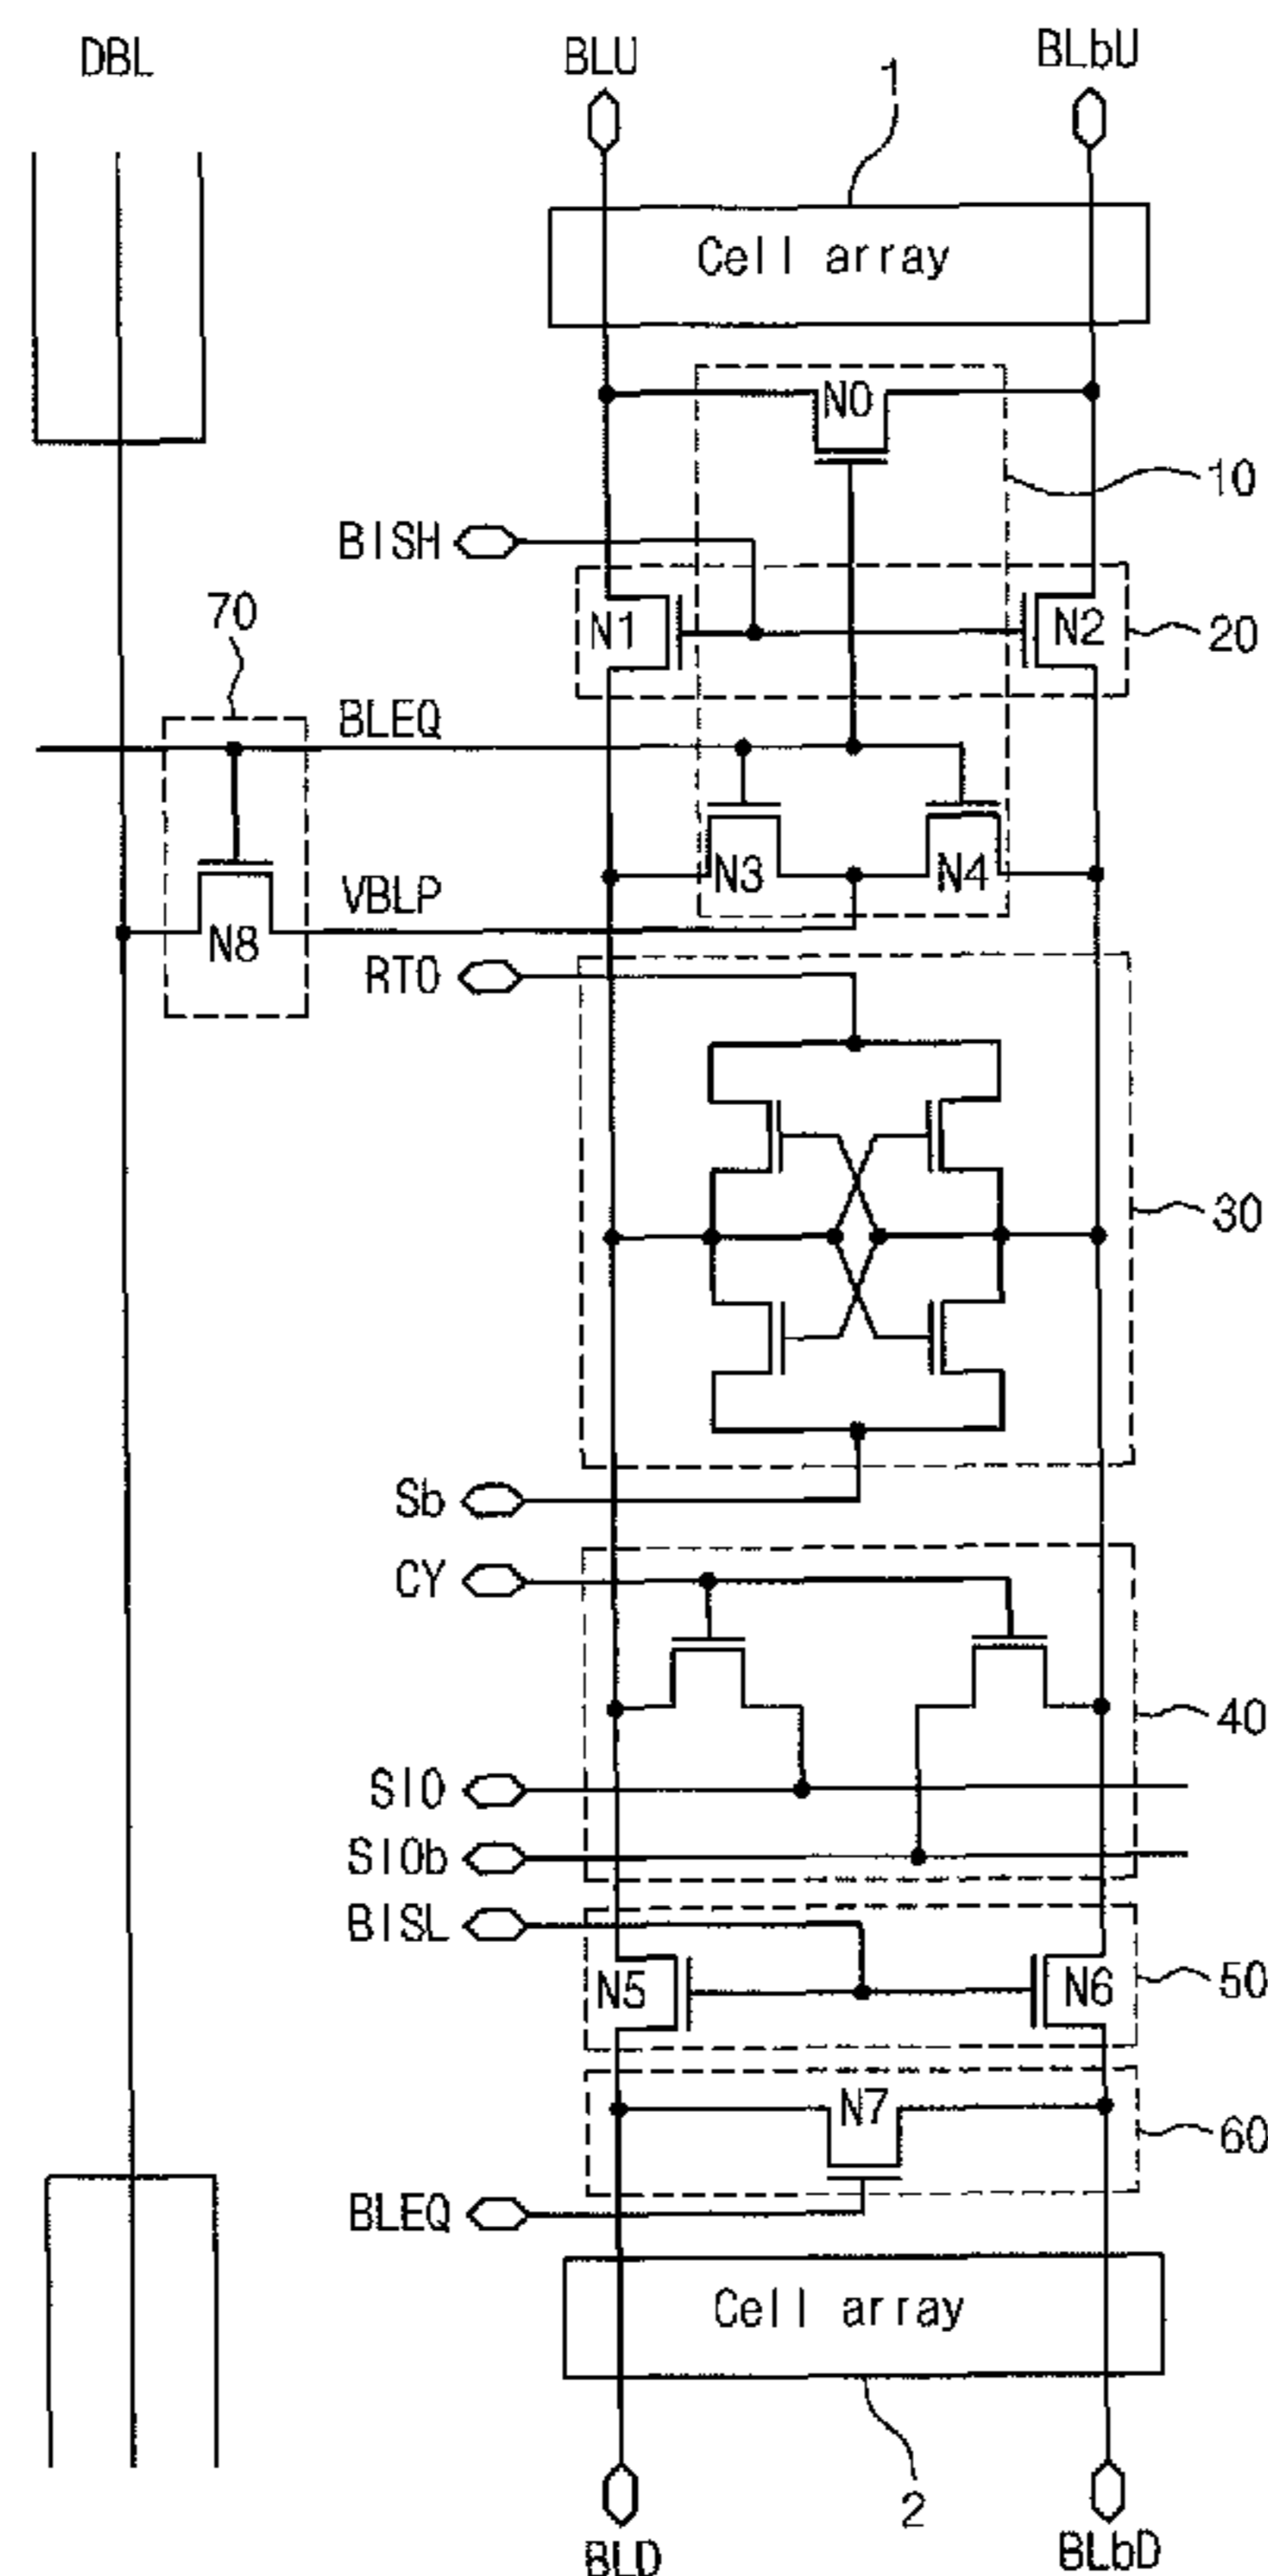 DBL
BLU
BLbU
1
Cell array
N0
10
BISH
N1
N2
20
70
BLEQ
N3
N4
VBLP
N8
RTO
30
Sb
CY
40
SIO
SIOb
BISL
N5
N6
50
N7
60
BLEQ
Cell array
2
BLD
BLbD